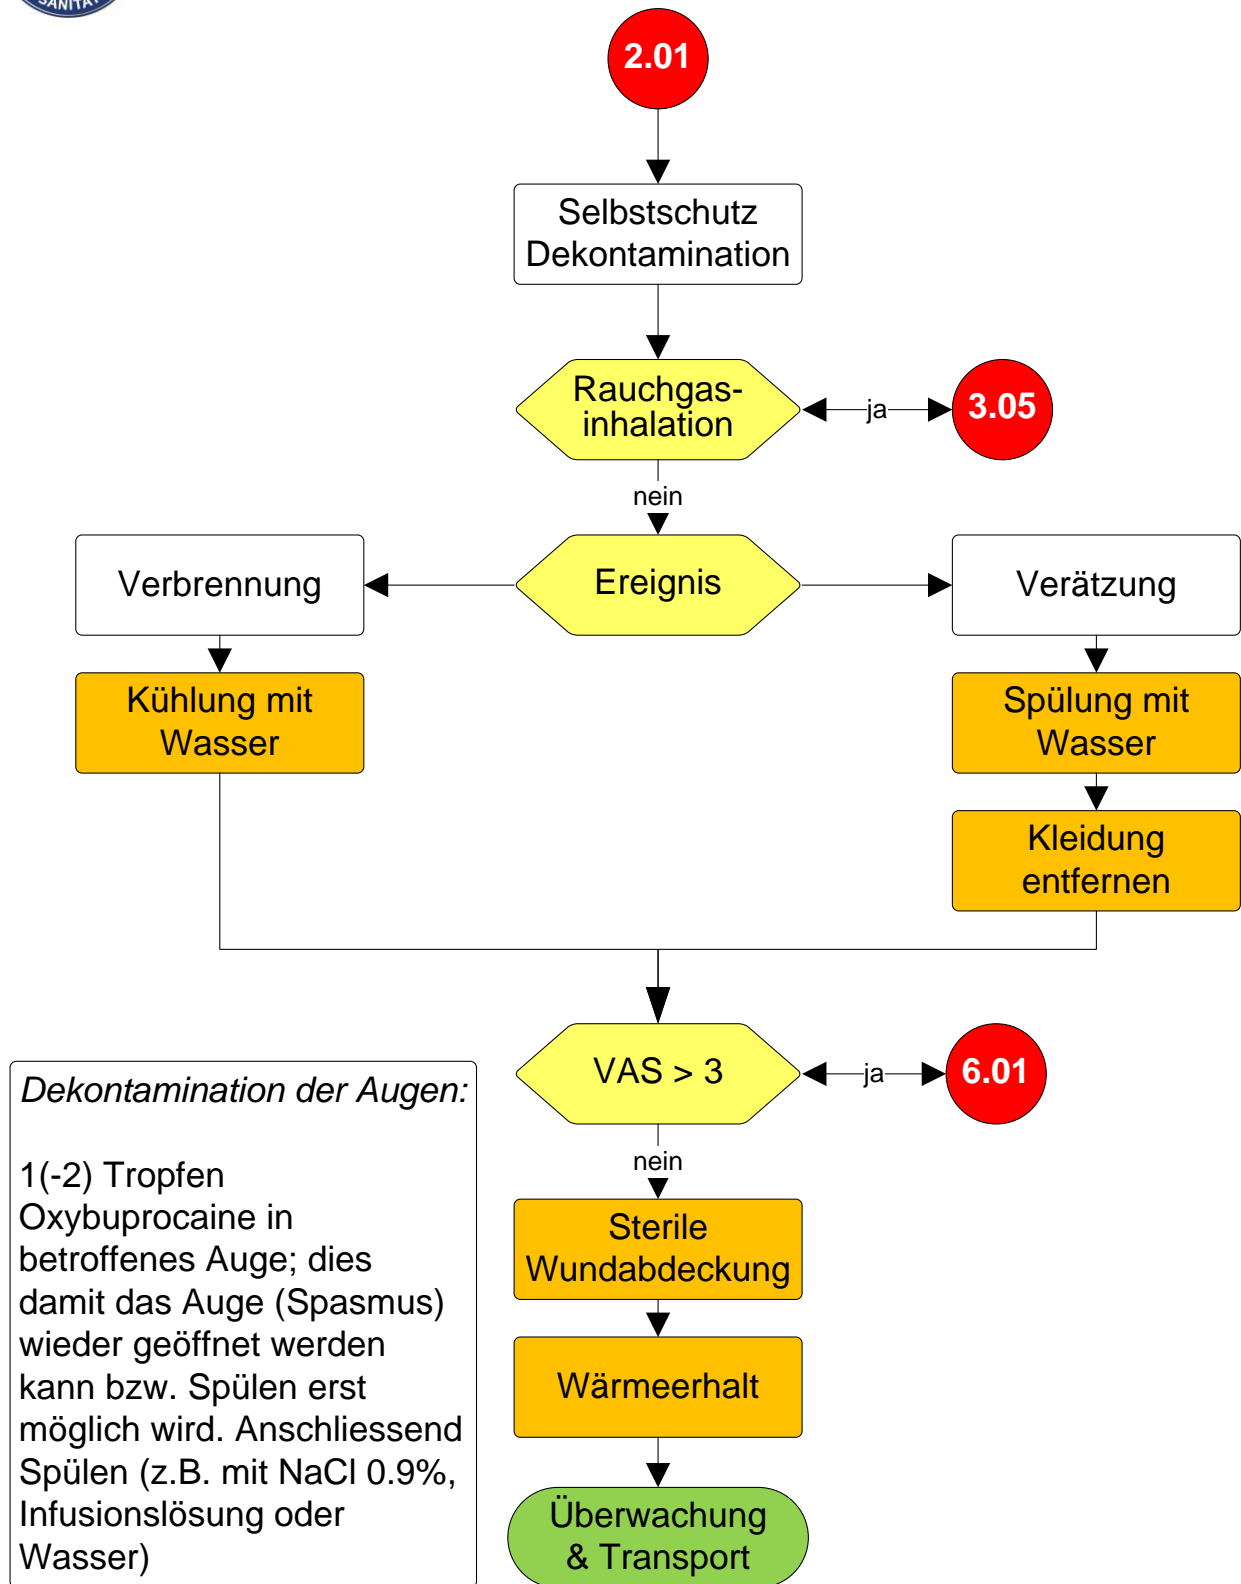 SANITÄT
2.01
Selbstschutz
Dekontamination
Rauchgas-
inhalation
ja
3.05
nein
Verbrennung
Ereignis
Verätzung
Kühlung mit
Wasser
Spülung mit
Wasser
Kleidung
entfernen
VAS > 3
ja
6.01
nein
Dekontamination der Augen:
1(-2) Tropfen
Oxybuprocaine in
betroffenes Auge; dies
damit das Auge (Spasmus)
wieder geöffnet werden
kann bzw. Spülen erst
möglich wird. Anschliessend
Spülen (z.B. mit NaCl 0.9%,
Infusionslösung oder
Wasser)
Sterile
Wundabdeckung
Wärmeerhalt
Überwachung
& Transport